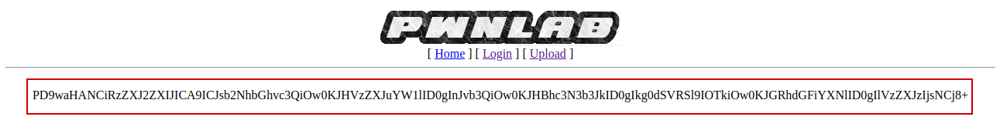 PWNLAB
[ Home ] [ Login ] [ Upload ]
PD9waHANCiRzZXJ2ZXIJICA9ICJsb2NhbGhvc3QiOw0KJHVzZXJuYW1lID0gInJvb3QiOw0KJHBhc3N3b3JkID0gIkg0dSVRSl9IOTkiOw0KJGRhdGFiYXNlID0gIlVzZXJzIjsNCj8+